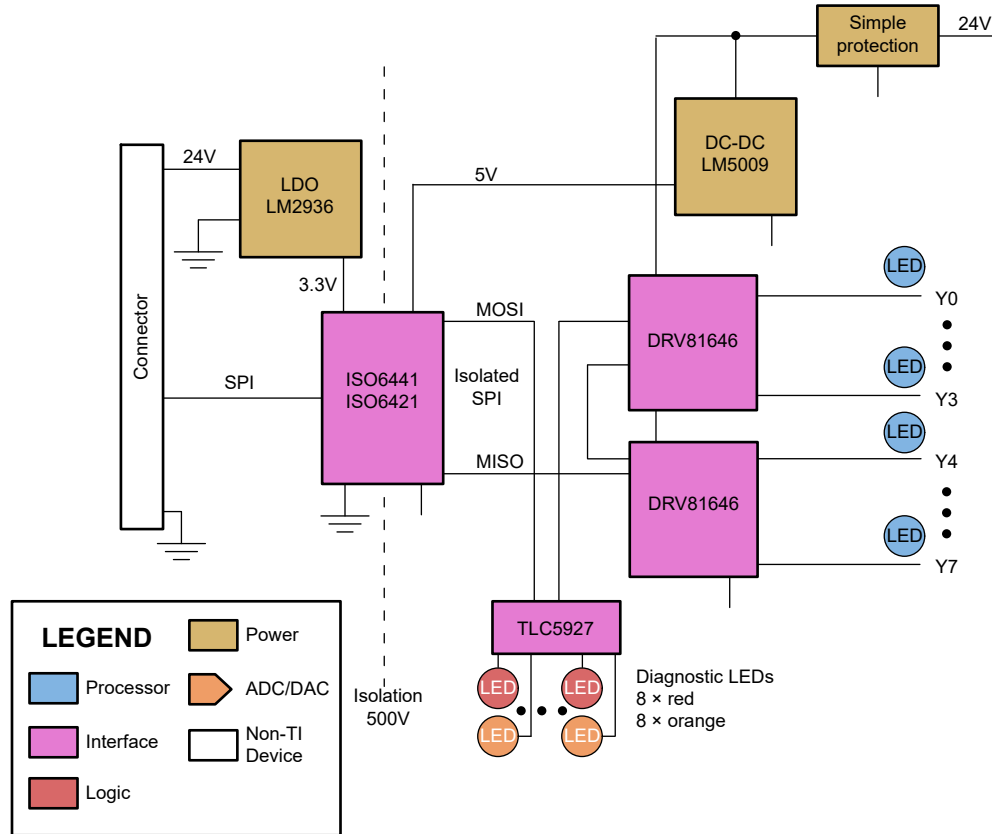 Simple
protection
24V
DC-DC
LM5009
24V
LDO
LM2936
5V
3.3V
Connector
SPI
ISO6441
ISO6421
MOSI
Isolated
SPI
MISO
DRV81646
DRV81646
LED
Y0
LED
Y3
LED
Y4
LED
Y7
TLC5927
LED
LED
LED
LED
Diagnostic LEDs
8 × red
8 × orange
Isolation
500V
LEGEND
Power
Processor
ADC/DAC
Interface
Non-TI
Device
Logic